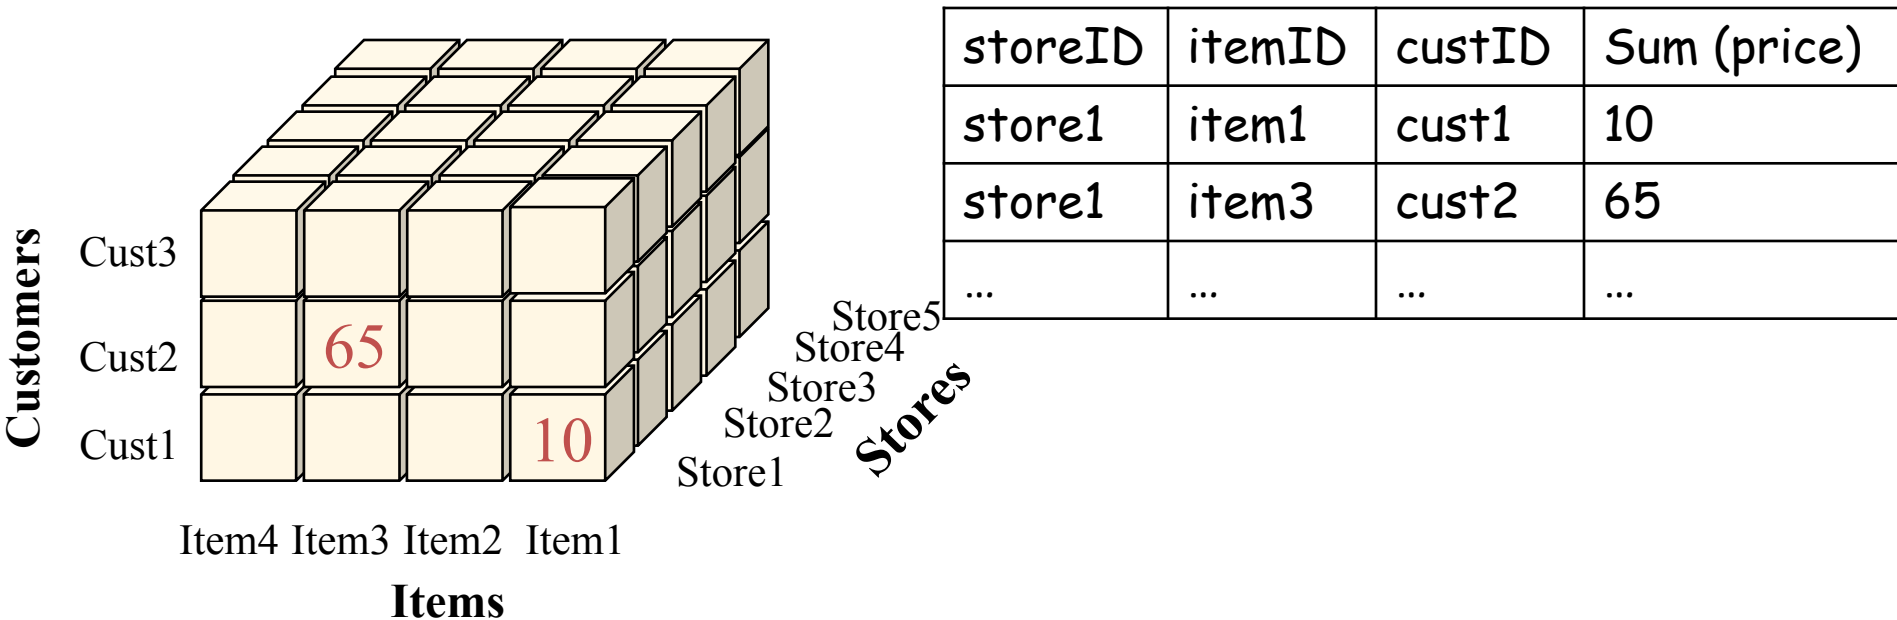 storeID itemID custID Sum (price)
store1 item1 cust1 10
store1 item3 cust2 65
... ... ... ...
Customers
Cust3
Cust2
Cust1
65
10
Store5
Store4
Store3
Store2
Store1
Stores
Item4 Item3 Item2 Item1
Items